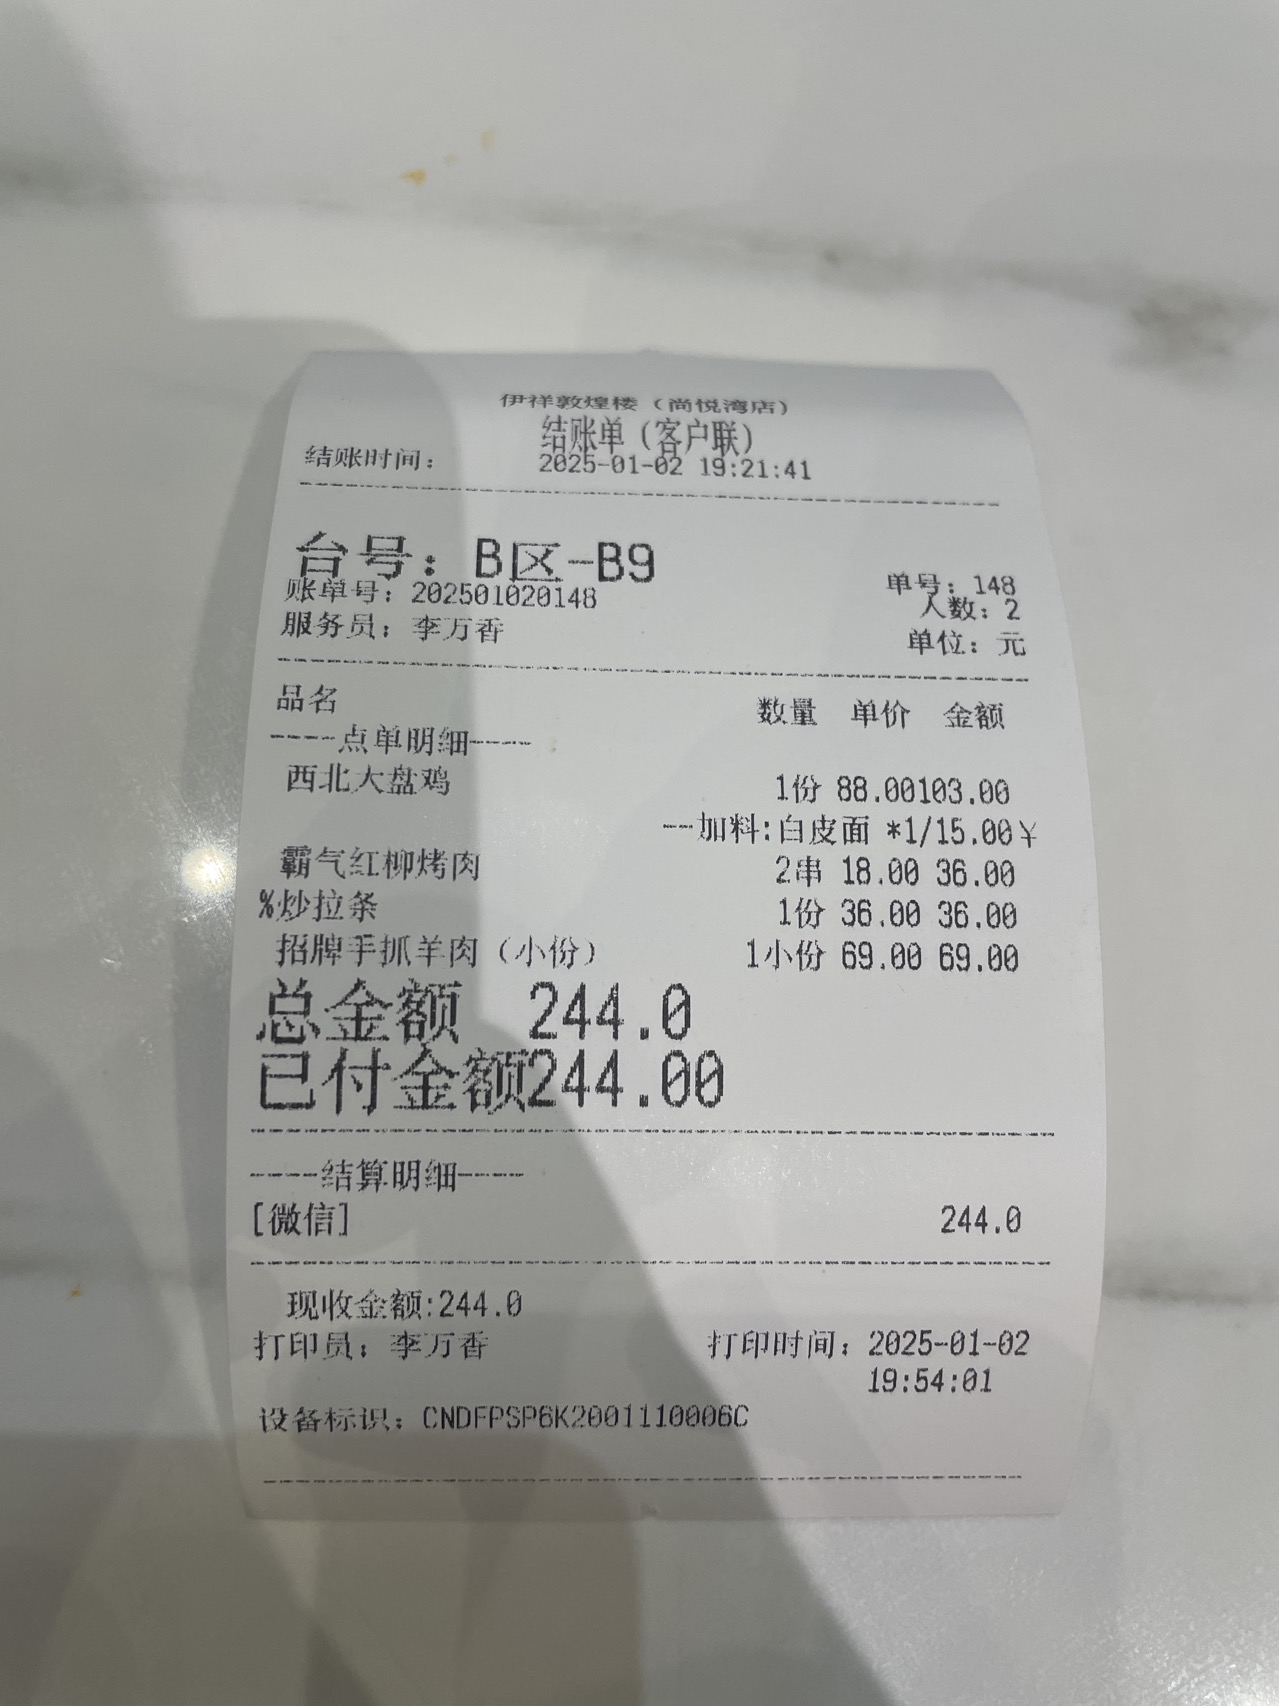 伊祥敦煌楼（尚悦湾店）
结账单（客户联）
结账时间： 2025-01-02 19:21:41
台号：B区-B9
账单号：202501020148 单号：148
人数：2
服务员：李万香 单位：元
品名 数量 单价 金额
----点单明细----
西北大盘鸡 1份 88.00103.00
--加料:白皮面 *1/15.00¥
霸气红柳烤肉 2串 18.00 36.00
%炒拉条 1份 36.00 36.00
招牌手抓羊肉（小份） 1小份 69.00 69.00
总金额 244.0
已付金额244.00
----结算明细----
[微信] 244.0
现收金额:244.0
打印员：李万香 打印时间：2025-01-02
19:54:01
设备标识：CNDFPSP6K2001110006C